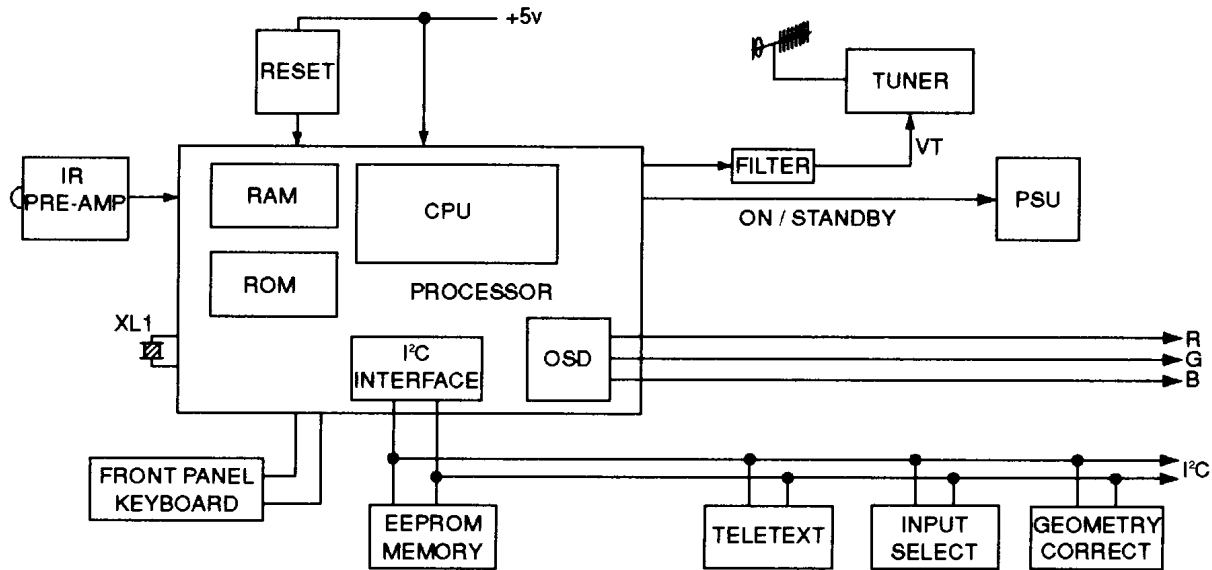 +5v
RESET
TUNER
VT
IR
PRE-AMP
RAM
CPU
FILTER
PSU
ON / STANDBY
ROM
PROCESSOR
XL1
I²C
INTERFACE
OSD
R
G
B
FRONT PANEL
KEYBOARD
I²C
EEPROM
MEMORY
TELETEXT
INPUT
SELECT
GEOMETRY
CORRECT